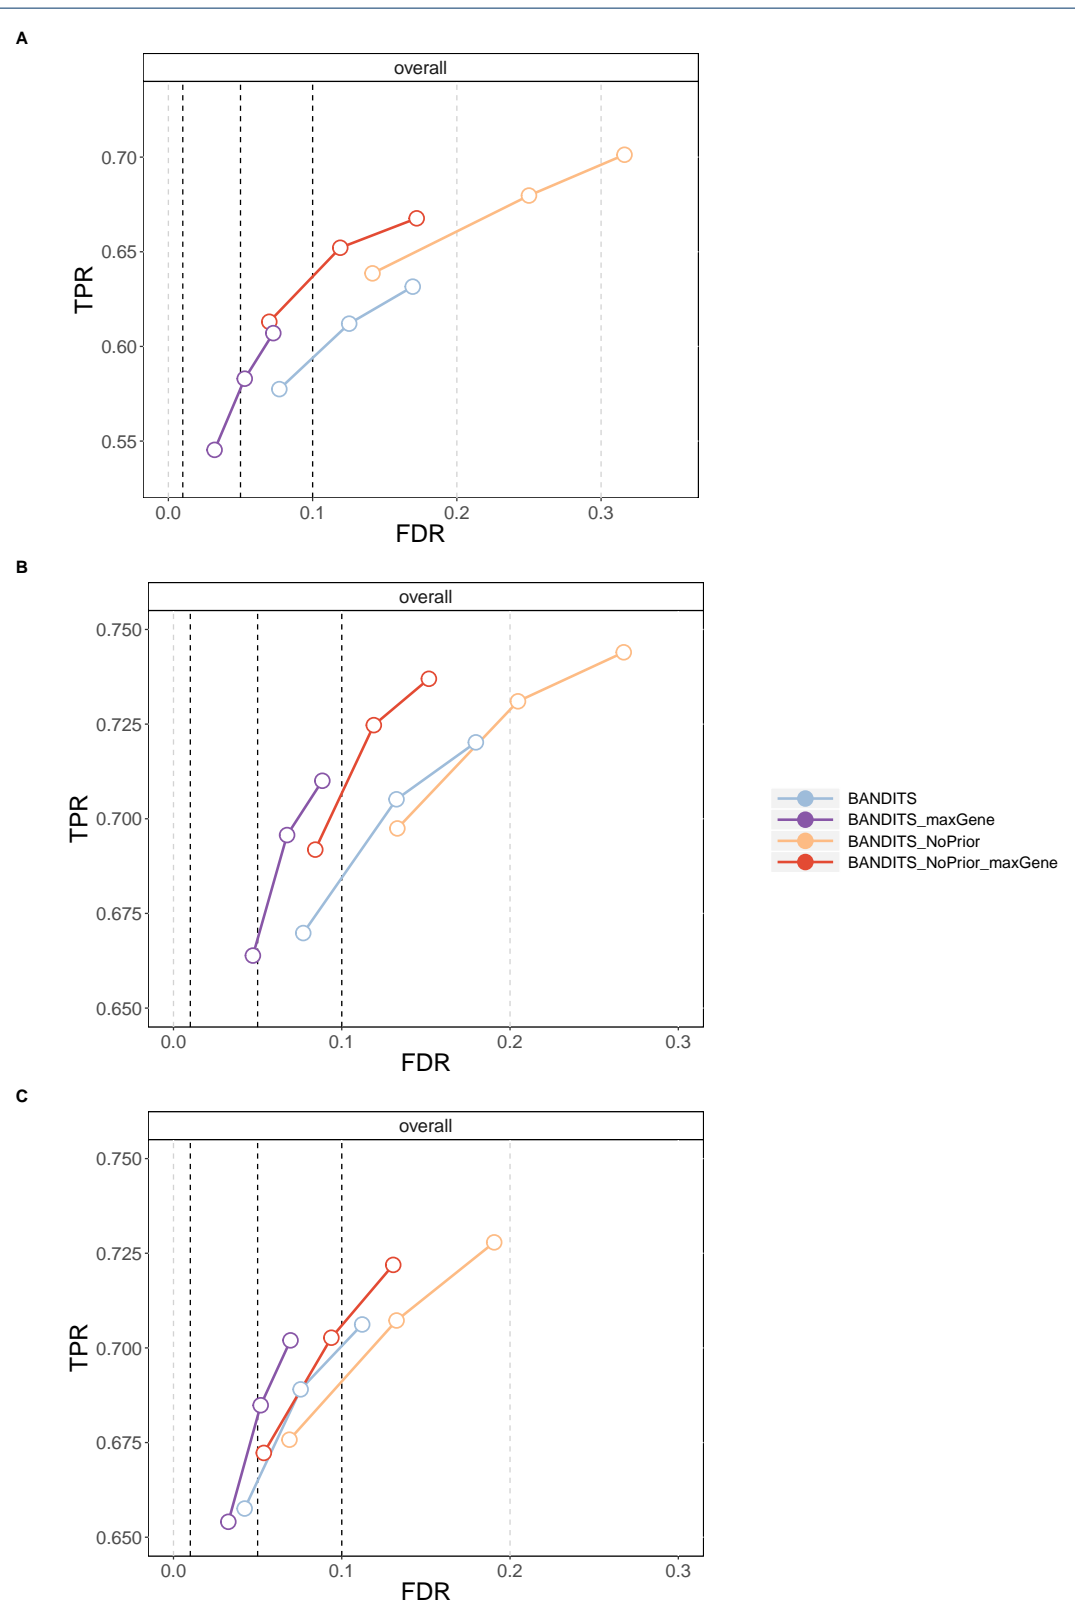 A
overall
0.70
0.65
0.60
0.55
TPR
0.0 0.1 0.2 0.3
FDR
B
overall
0.750
0.725
0.700
0.675
0.650
TPR
0.0 0.1 0.2 0.3
FDR
BANDITS
BANDITS_maxGene
BANDITS_NoPrior
BANDITS_NoPrior_maxGene
C
overall
0.750
0.725
0.700
0.675
0.650
TPR
0.0 0.1 0.2 0.3
FDR